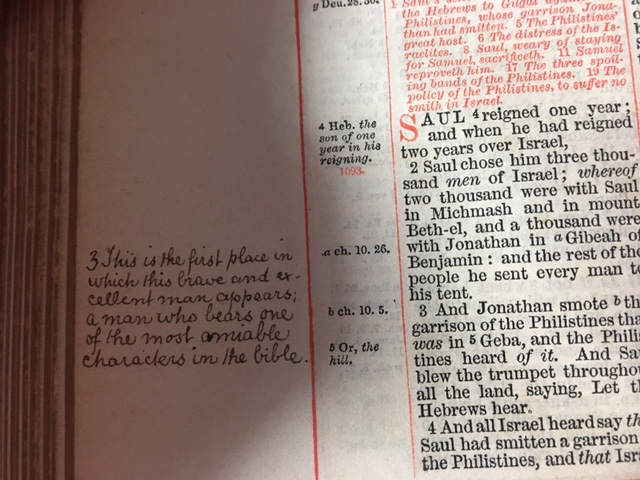 g Deu. 28. 36.
the Hebrews to Gilgal against the
Philistines, whose garrison Jona-
than had smitten. 5 The Philistines'
great host. 6 The distress of the Is-
raelites. 8 Saul, weary of staying
for Samuel, sacrificeth. 11 Samuel
reproveth him. 17 The three spoil-
ing bands of the Philistines. 19 The
policy of the Philistines, to suffer no
smith in Israel.
SAUL 4 reigned one year;
and when he had reigned
two years over Israel,
2 Saul chose him three thou-
sand men of Israel; whereof
two thousand were with Saul
in Michmash and in mount
Beth-el, and a thousand were
with Jonathan in a Gibeah of
Benjamin: and the rest of the
people he sent every man to
his tent.
3 And Jonathan smote b the
garrison of the Philistines tha
was in 5 Geba, and the Phili
tines heard of it. And Sa
blew the trumpet throughou
all the land, saying, Let t
Hebrews hear.
4 And all Israel heard say th
Saul had smitten a garrison
the Philistines, and that Isr
4 Heb. the
son of one
year in his
reigning.
1093.
a ch. 10. 26.
b ch. 10. 5.
5 Or, the
hill.
3 This is the first place in
which this brave and ex-
cellent man appears;
a man who bears one
of the most amiable
characters in the bible.